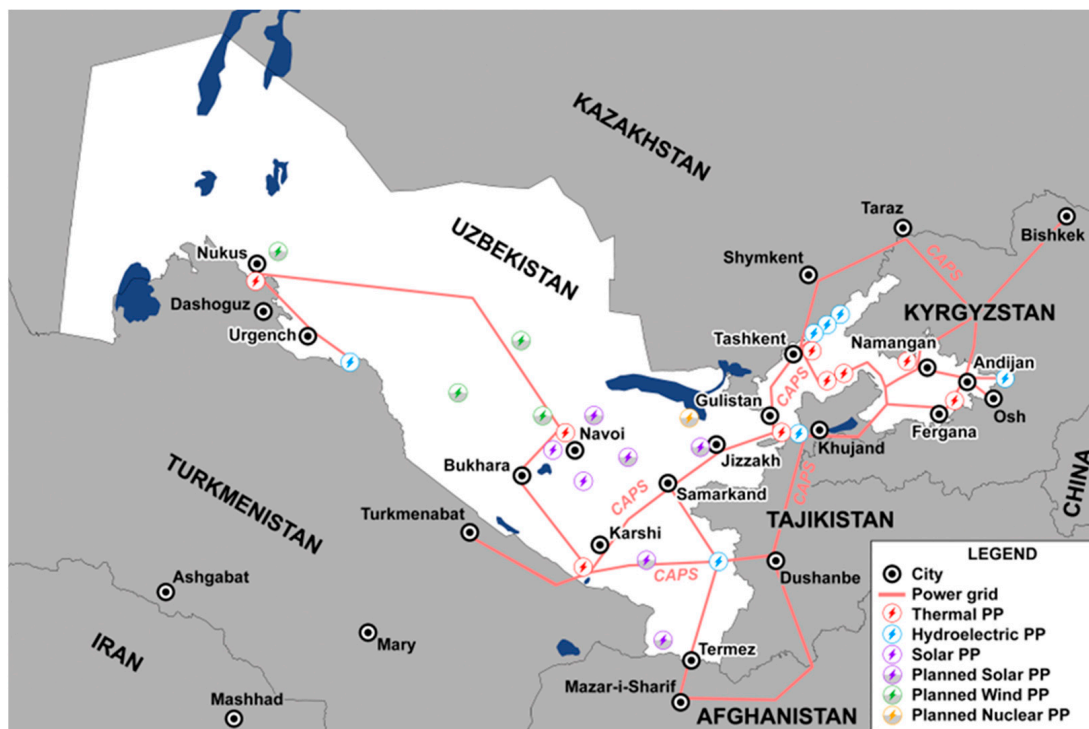 KAZAKHSTAN
Taraz
Bishkek
UZBEKISTAN
CAPS
Nukus
Shymkent
Dashoguz
KYRGYZSTAN
Urgench
Tashkent
Namangan
Andijan
CAPS
Gulistan
Osh
Fergana
Navoi
Khujand
Jizzakh
Bukhara
CAPS
CAPS
Samarkand
CHINA
TURKMENISTAN
Turkmenabat
TAJIKISTAN
Karshi
CAPS
Dushanbe
Ashgabat
Mary
IRAN
Termez
Mazar-i-Sharif
Mashhad
AFGHANISTAN
LEGEND
City
Power grid
Thermal PP
Hydroelectric PP
Solar PP
Planned Solar PP
Planned Wind PP
Planned Nuclear PP